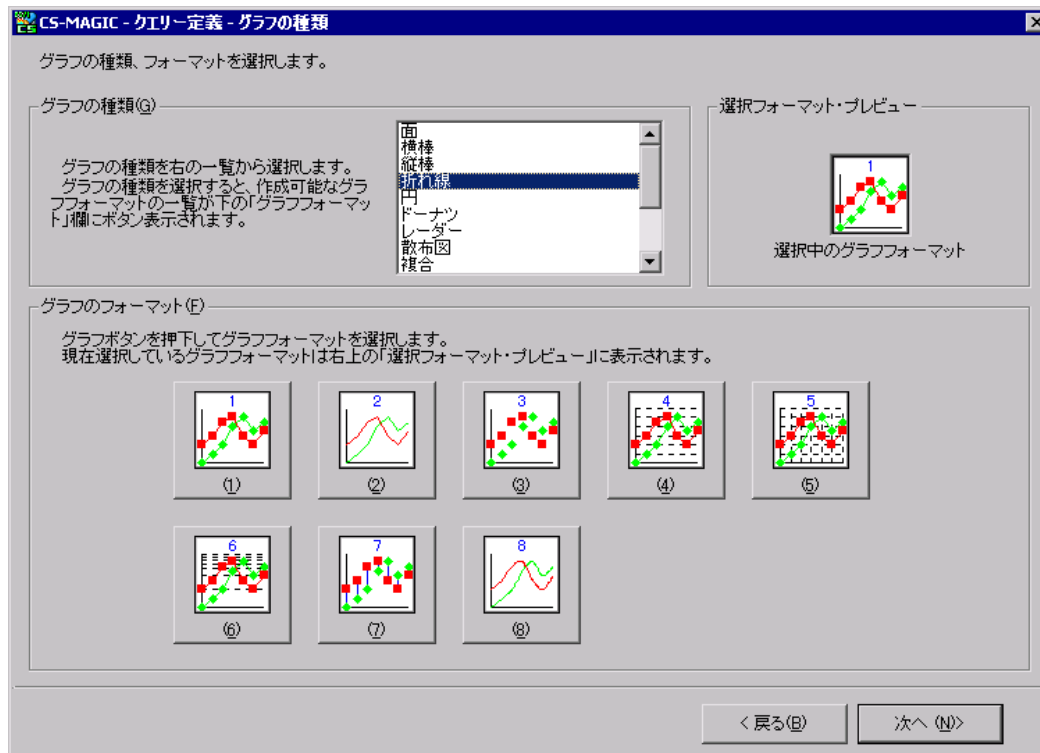 CS-MAGIC - クエリー定義 - グラフの種類
グラフの種類、フォーマットを選択します。
グラフの種類(G)
グラフの種類を右の一覧から選択します。
グラフの種類を選択すると、作成可能なグラ
フフォーマットの一覧が下の「グラフフォーマッ
ト」欄にボタン表示されます。
面
横棒
縦棒
折れ線
円
ドーナツ
レーダー
散布図
複合
選択フォーマット・プレビュー
1
選択中のグラフフォーマット
グラフのフォーマット(F)
グラフボタンを押下してグラフフォーマットを選択します。
現在選択しているグラフフォーマットは右上の「選択フォーマット・プレビュー」に表示されます。
1
(1)
2
(2)
3
(3)
4
(4)
5
(5)
6
(6)
7
(7)
8
(8)
< 戻る(B)
次へ (N)>